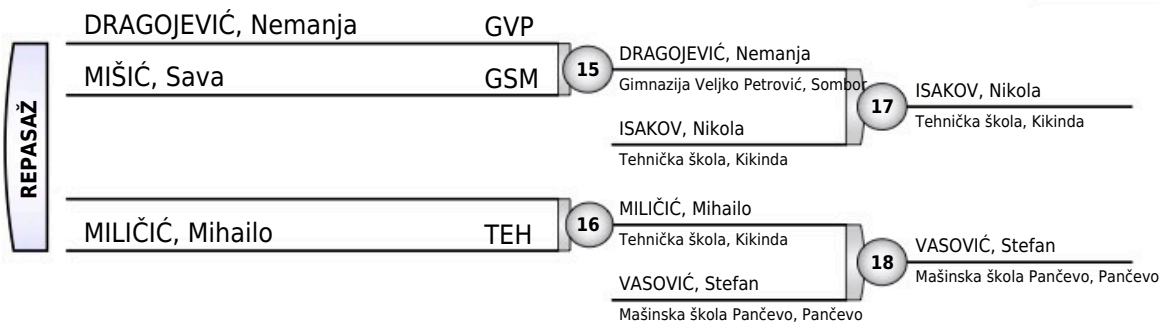 DRAGOJEVIĆ, Nemanja GVP
MIŠIĆ, Sava GSM
15
DRAGOJEVIĆ, Nemanja
Gimnazija Veljko Petrović, Sombor
ISAKOV, Nikola
Tehnička škola, Kikinda
17
ISAKOV, Nikola
Tehnička škola, Kikinda
REPASAŽ
MILIČIĆ, Mihailo TEH
16
MILIČIĆ, Mihailo
Tehnička škola, Kikinda
VASOVIĆ, Stefan
Mašinska škola Pančevo, Pančevo
18
VASOVIĆ, Stefan
Mašinska škola Pančevo, Pančevo